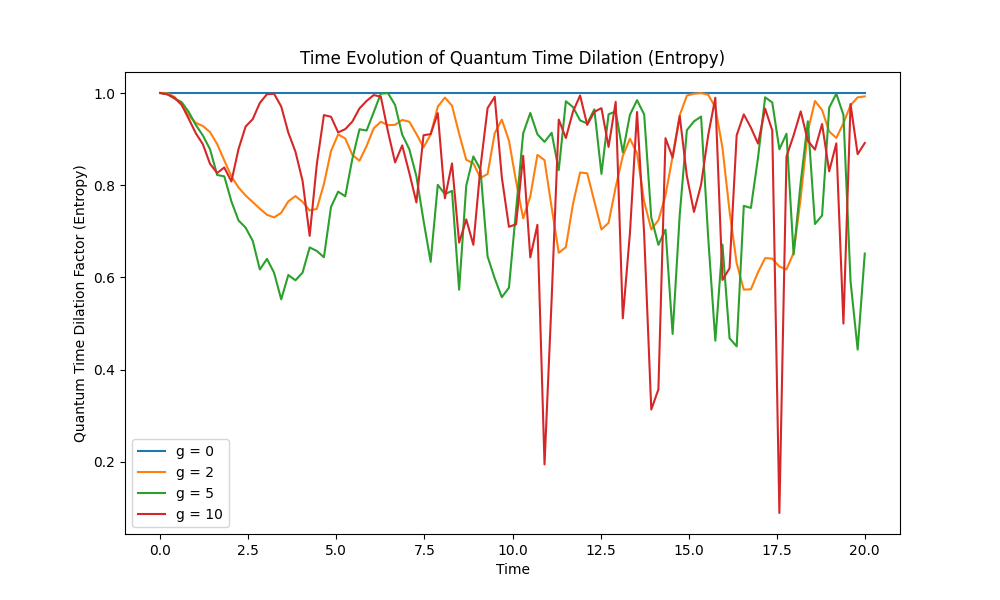 Time Evolution of Quantum Time Dilation (Entropy)
Quantum Time Dilation Factor (Entropy)
1.0
0.8
0.6
0.4
0.2
g = 0
g = 2
g = 5
g = 10
0.0 2.5 5.0 7.5 10.0 12.5 15.0 17.5 20.0
Time